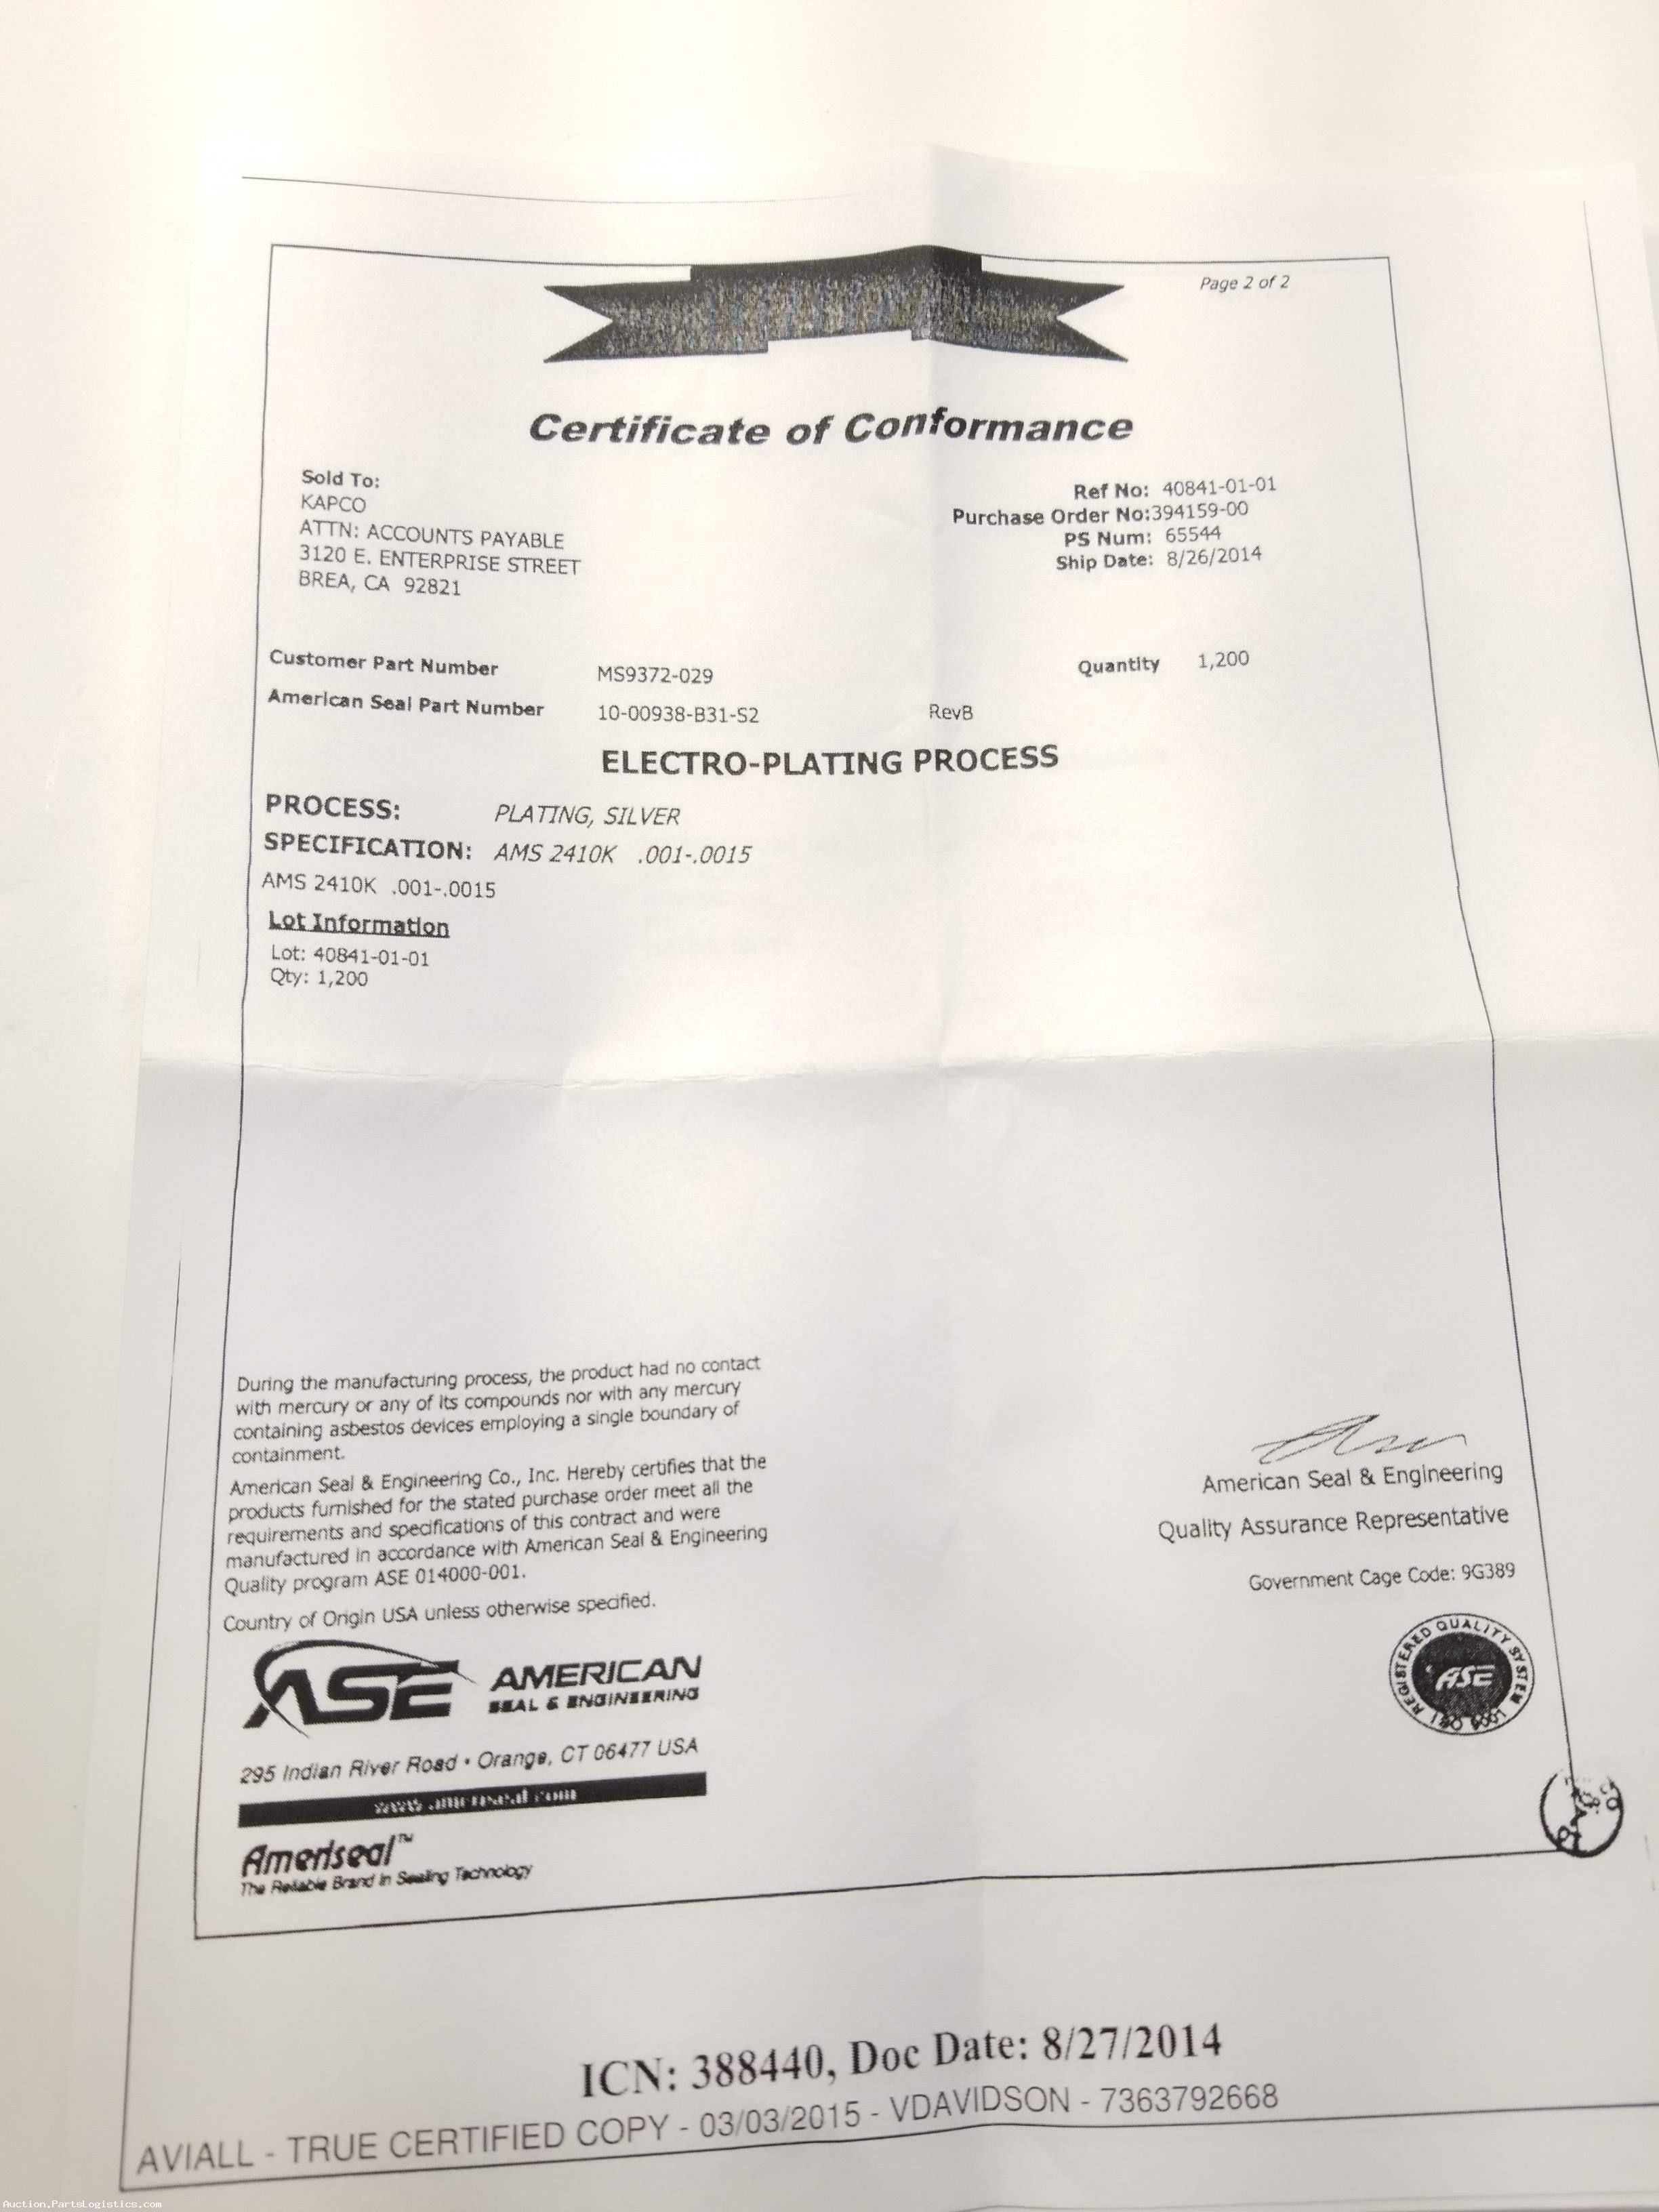 Page 2 of 2
Certificate of Conformance
Sold To:
KAPCO
ATTN: ACCOUNTS PAYABLE
3120 E. ENTERPRISE STREET
BREA, CA 92821
Ref No: 40841-01-01
Purchase Order No:394159-00
PS Num: 65544
Ship Date: 8/26/2014
Customer Part Number MS9372-029 Quantity 1,200
American Seal Part Number 10-00938-B31-S2 RevB
ELECTRO-PLATING PROCESS
PROCESS: PLATING, SILVER
SPECIFICATION: AMS 2410K .001-.0015
AMS 2410K .001-.0015
Lot Information
Lot: 40841-01-01
Qty: 1,200
During the manufacturing process, the product had no contact
with mercury or any of its compounds nor with any mercury
containing asbestos devices employing a single boundary of
containment.
American Seal & Engineering Co., Inc. Hereby certifies that the
products furnished for the stated purchase order meet all the
requirements and specifications of this contract and were
manufactured in accordance with American Seal & Engineering
Quality program ASE 014000-001.
Country of Origin USA unless otherwise specified.
American Seal & Engineering
Quality Assurance Representative
Government Cage Code: 9G389
REGISTERED QUALITY SYSTEM
ASE
ISO 9001
ASE AMERICAN
SEAL & ENGINEERING
295 Indian River Road • Orange, CT 06477 USA
www.ameriseal.com
Ameriseal™
The Reliable Brand In Sealing Technology
ICN: 388440, Doc Date: 8/27/2014
AVIALL - TRUE CERTIFIED COPY - 03/03/2015 - VDAVIDSON - 7363792668
Auction.PartsLogistics.com